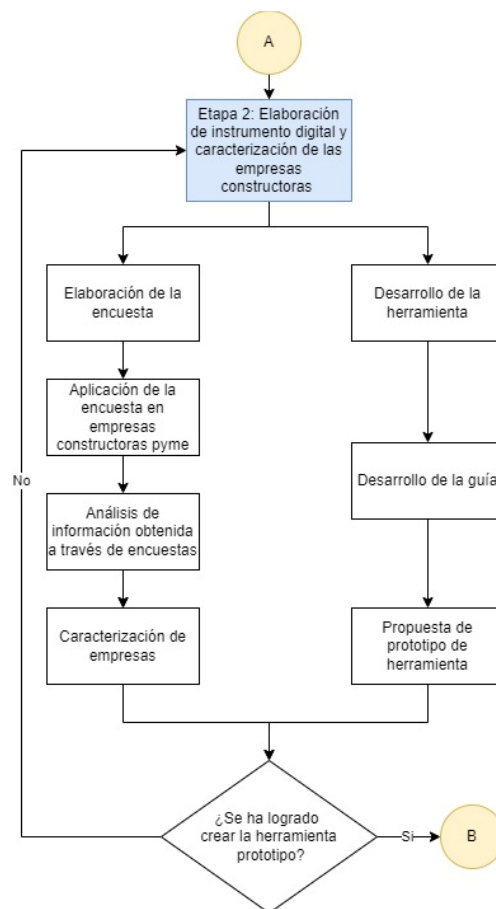 A
Etapa 2: Elaboración
de instrumento digital y
caracterización de las
empresas
constructoras
Elaboración de la
encuesta
Desarrollo de la
herramienta
Aplicación de la
encuesta en
empresas
constructoras pyme
Desarrollo de la guía
No
Análisis de
información obtenida
a través de encuestas
Caracterización de
empresas
Propuesta de
prototipo de
herramienta
¿Se ha logrado
crear la herramienta
prototipo?
Si
B